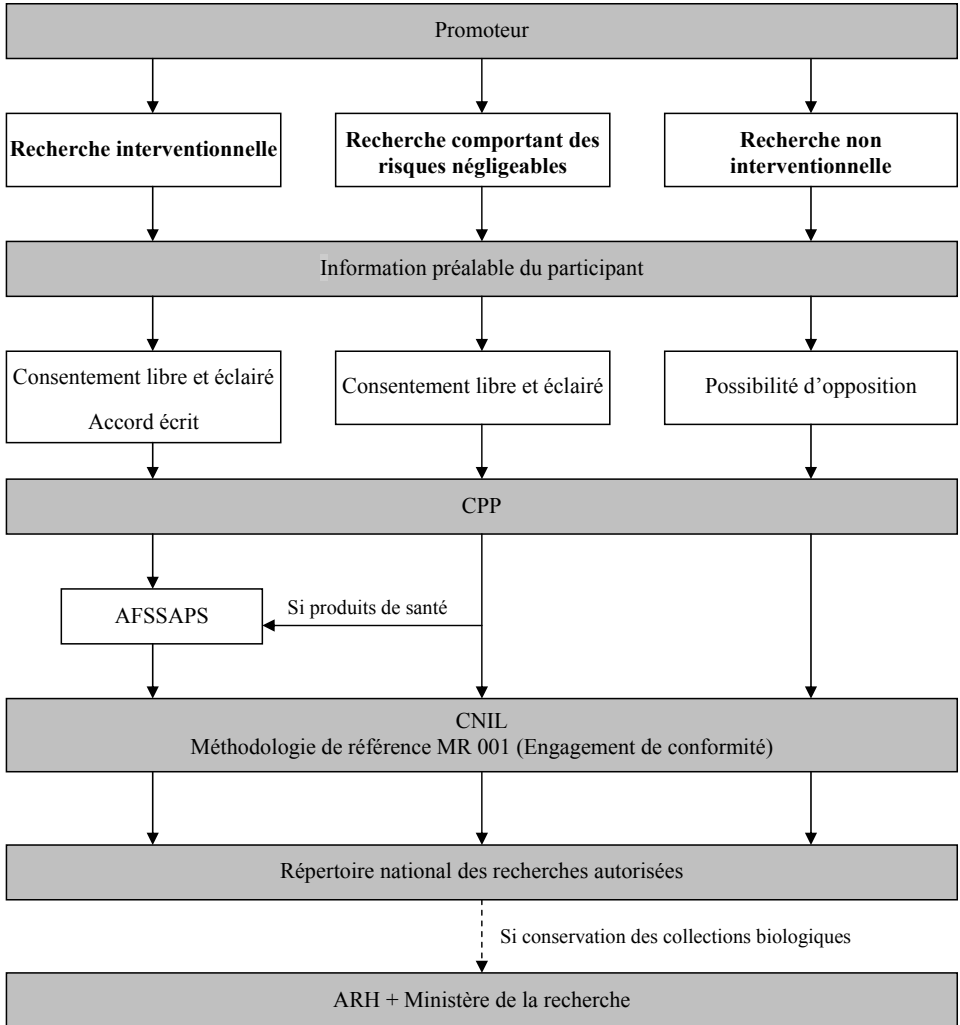 Promoteur
Recherche interventionnelle
Recherche comportant des
risques négligeables
Recherche non
interventionnelle
Information préalable du participant
Consentement libre et éclairé
Accord écrit
Consentement libre et éclairé
Possibilité d’opposition
CPP
AFSSAPS
Si produits de santé
CNIL
Méthodologie de référence MR 001 (Engagement de conformité)
Répertoire national des recherches autorisées
Si conservation des collections biologiques
ARH + Ministère de la recherche